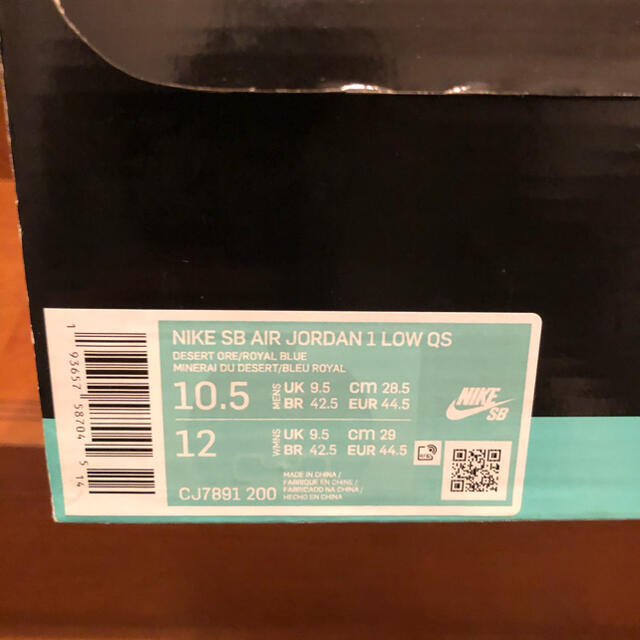 NIKE SB AIR JORDAN 1 LOW QS
DESERT ORE/ROYAL BLUE
MINERAI DU DESERT/BLEU ROYAL
10.5 MENS UK 9.5 cm 28.5
BR 42.5 EUR 44.5
12 WMNS UK 9.5 cm 29
BR 42.5 EUR 44.5
MADE IN CHINA/
FABRIQUE EN CHINE/
FABRICADO NA CHINA/
HECHO EN CHINA
CJ7891 200
NIKE
SB
1 93657 58704 5 14